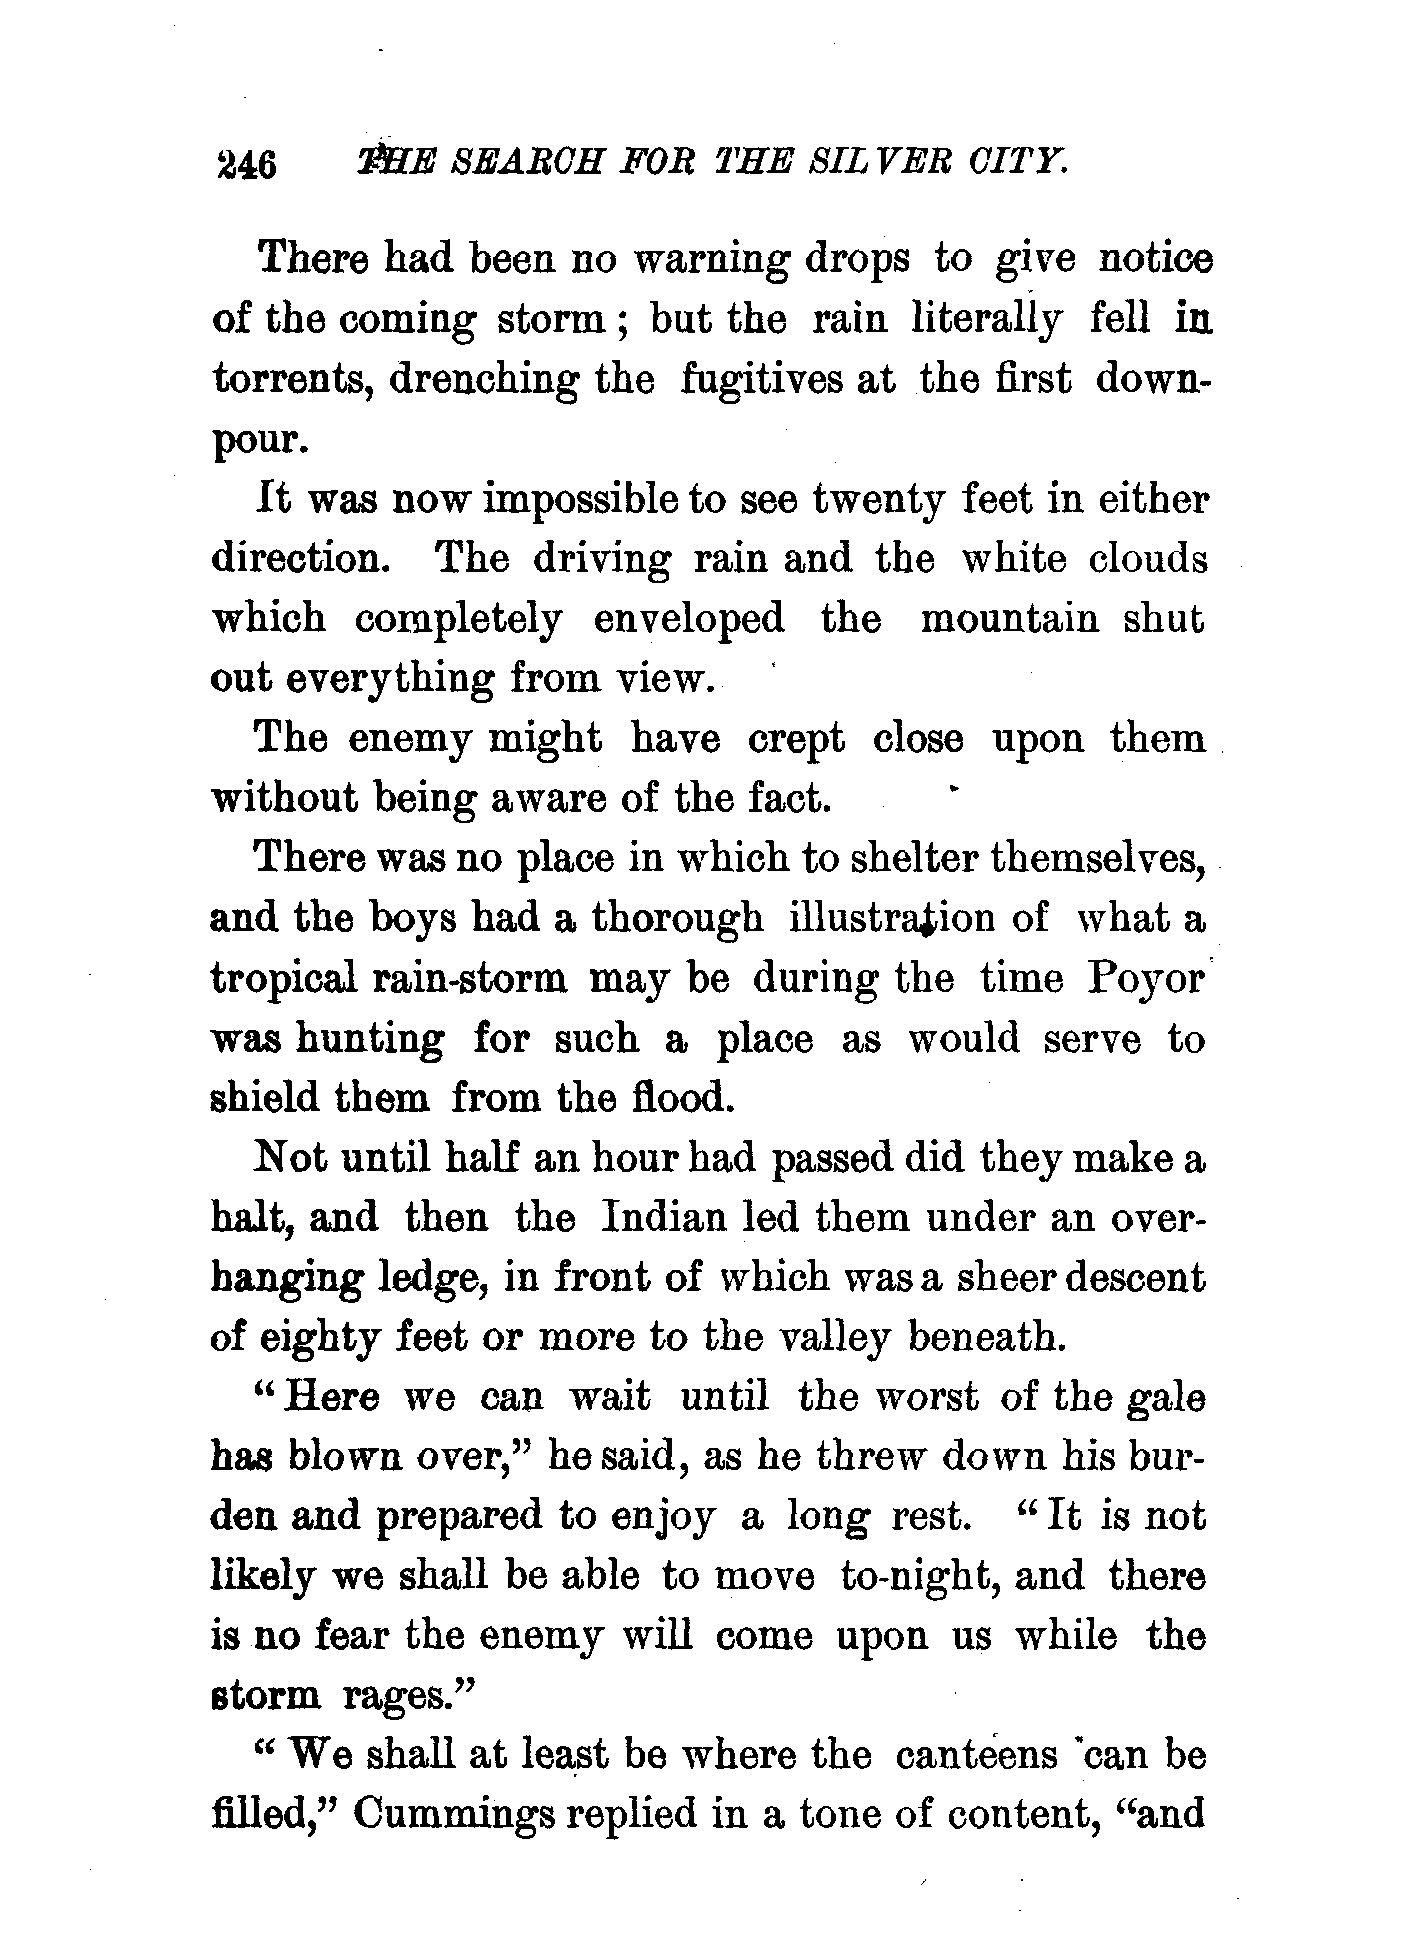 246 THE SEARCH FOR THE SILVER CITY.
There had been no warning drops to give notice
of the coming storm; but the rain literally fell in
torrents, drenching the fugitives at the first down-
pour.
It was now impossible to see twenty feet in either
direction. The driving rain and the white clouds
which completely enveloped the mountain shut
out everything from view.
The enemy might have crept close upon them
without being aware of the fact.
There was no place in which to shelter themselves,
and the boys had a thorough illustration of what a
tropical rain-storm may be during the time Poyor
was hunting for such a place as would serve to
shield them from the flood.
Not until half an hour had passed did they make a
halt, and then the Indian led them under an over-
hanging ledge, in front of which was a sheer descent
of eighty feet or more to the valley beneath.
"Here we can wait until the worst of the gale
has blown over," he said, as he threw down his bur-
den and prepared to enjoy a long rest. "It is not
likely we shall be able to move to-night, and there
is no fear the enemy will come upon us while the
storm rages."
"We shall at least be where the canteens can be
filled," Cummings replied in a tone of content, "and